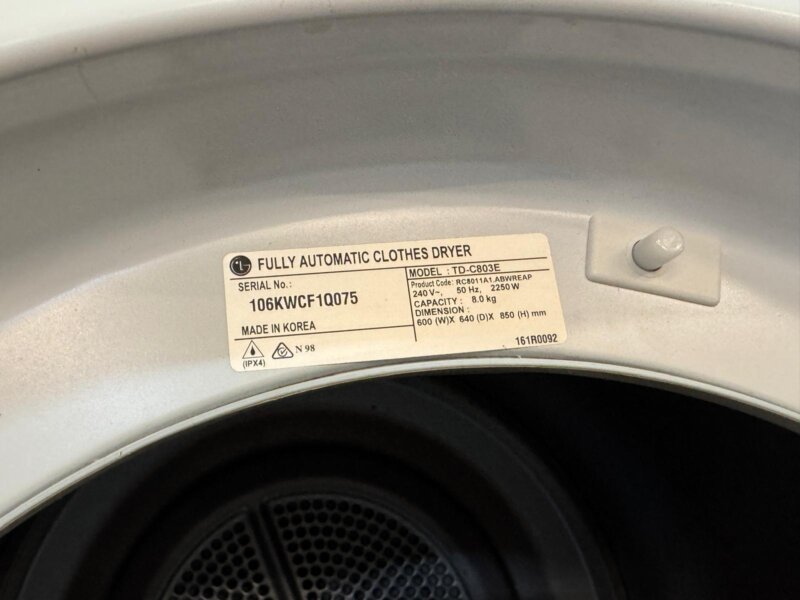 LG FULLY AUTOMATIC CLOTHES DRYER
SERIAL No.:
106KWCF1Q075
MADE IN KOREA
MODEL : TD-C803E
Product Code: RC8011A1.ABWREAP
240 V~, 50 Hz, 2250 W
CAPACITY : 8.0 kg
DIMENSION :
600 (W)X 640 (D)X 850 (H) mm
(IPX4)
N 98
161R0092